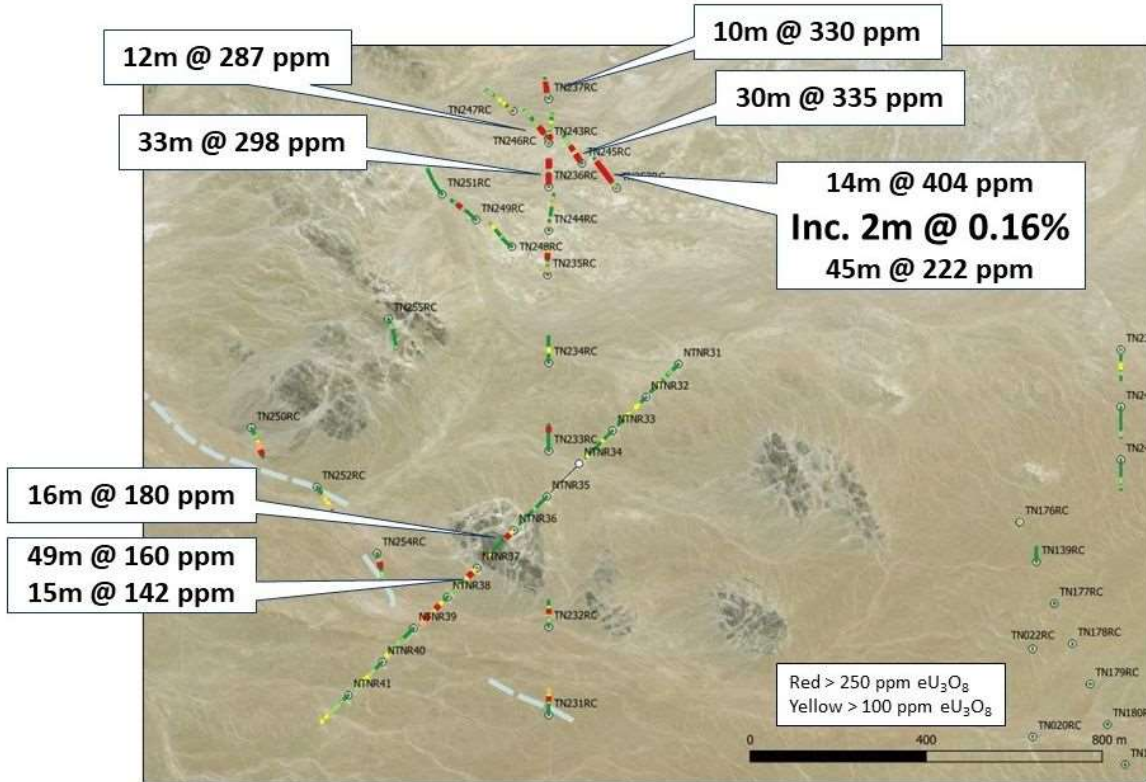 10m @ 330 ppm
12m @ 287 ppm
30m @ 335 ppm
33m @ 298 ppm
14m @ 404 ppm
Inc. 2m @ 0.16%
45m @ 222 ppm
TN237RC
TN247RC
TN243RC
TN246RC
TN245RC
TN236RC
TN251RC
TN249RC
TN244RC
TN248RC
TN235RC
TN255RC
TN234RC
NTNR31
NTNR32
TN250RC
NTNR33
TN233RC
NTNR34
TN252RC
NTNR35
16m @ 180 ppm
NTNR36
TN176RC
49m @ 160 ppm
15m @ 142 ppm
TN254RC
NTNR37
TN139RC
NTNR38
TN177RC
NTNR39
TN232RC
TN022RC
TN178RC
NTNR40
NTNR41
TN179RC
TN231RC
Red > 250 ppm eU₃O₈
Yellow > 100 ppm eU₃O₈
TN020RC
TN180R
0
400
800 m